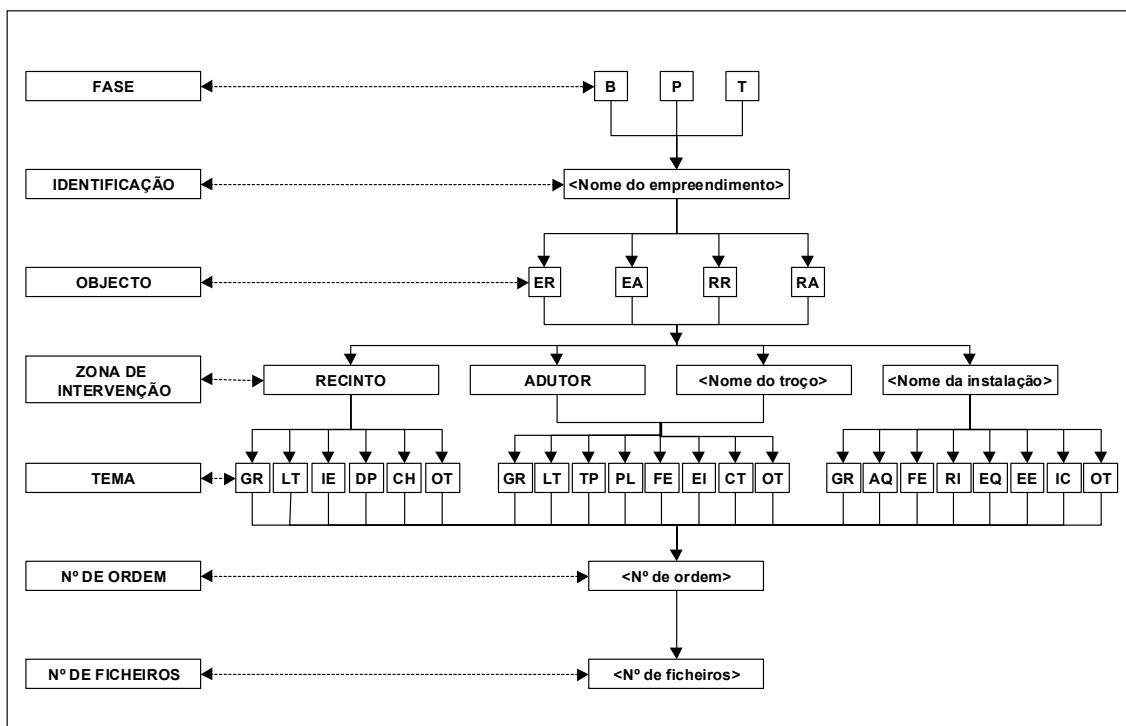 FASE
B P T
IDENTIFICAÇÃO
<Nome do empreendimento>
OBJECTO
ER EA RR RA
ZONA DE
INTERVENÇÃO
RECINTO ADUTOR <Nome do troço> <Nome da instalação>
TEMA
GR LT IE DP CH OT GR LT TP PL FE EI CT OT GR AQ FE RI EQ EE IC OT
Nº DE ORDEM
<Nº de ordem>
Nº DE FICHEIROS
<Nº de ficheiros>